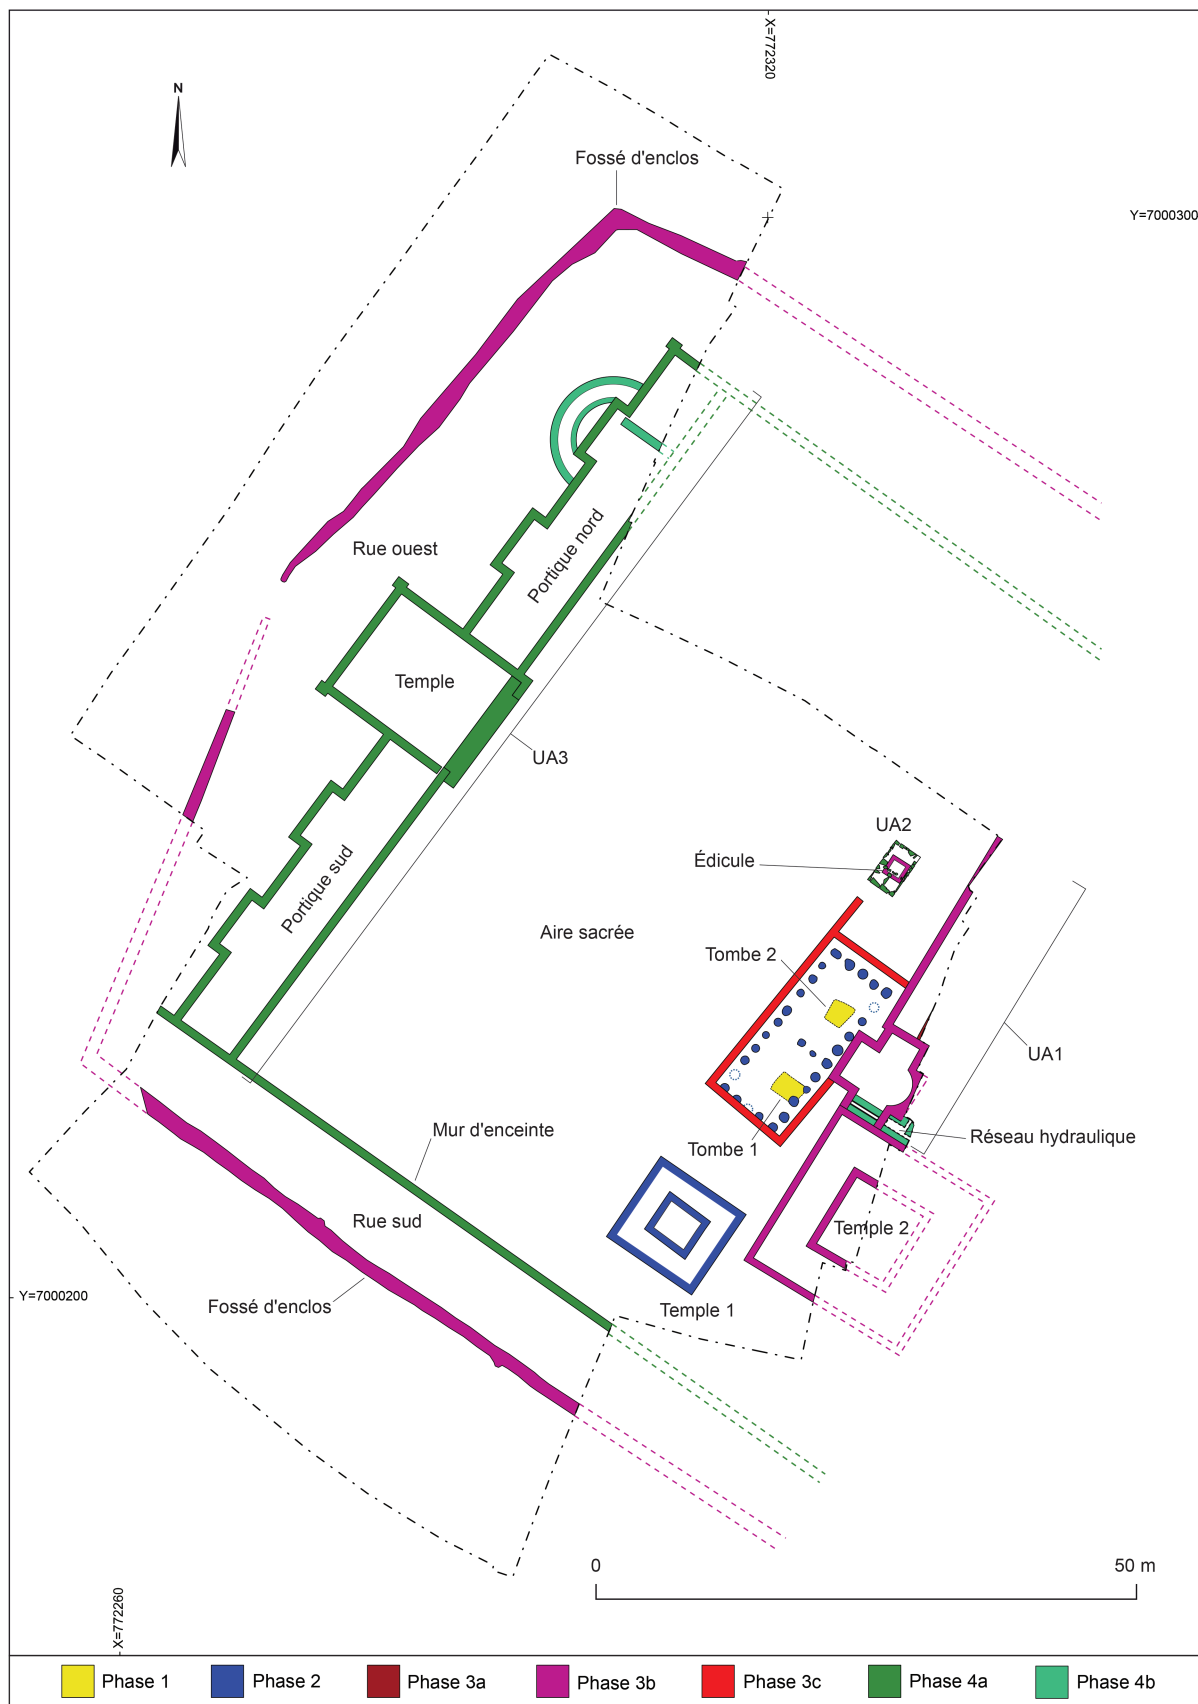 X=772320
N
Fossé d'enclos
Y=7000300
Rue ouest
Portique nord
Temple
UA3
UA2
Édicule
Portique sud
Aire sacrée
Tombe 2
UA1
Mur d'enceinte
Réseau hydraulique
Tombe 1
Rue sud
Temple 2
Y=7000200
Fossé d'enclos
Temple 1
0 50 m
X=772260
Phase 1 Phase 2 Phase 3a Phase 3b Phase 3c Phase 4a Phase 4b